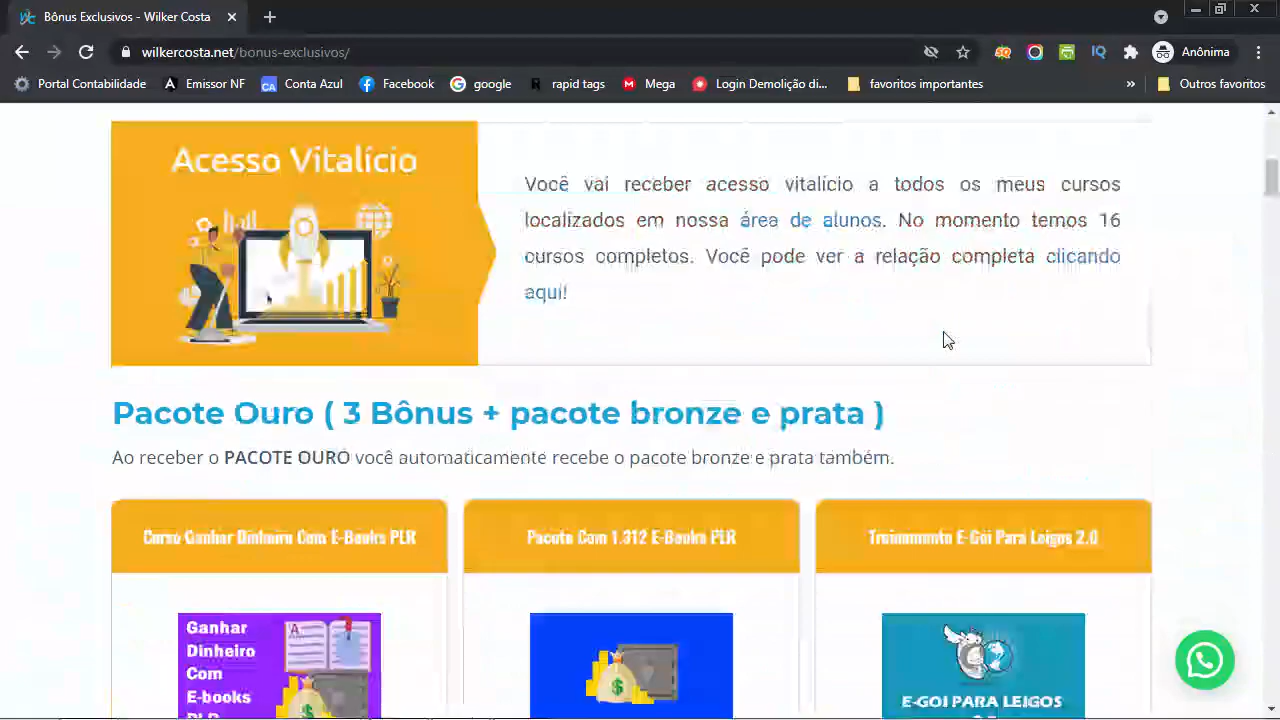 Bônus Exclusivos - Wilker Costa
wilkercosta.net/bonus-exclusivos/
Anônima
Portal Contabilidade
Emissor NF
Conta Azul
Facebook
google
rapid tags
Mega
Login Demolição di...
favoritos importantes
»
Outros favoritos
Acesso Vitalício
Você vai receber acesso vitalício a todos os meus cursos
localizados em nossa área de alunos. No momento temos 16
cursos completos. Você pode ver a relação completa clicando
aqui!
Pacote Ouro ( 3 Bônus + pacote bronze e prata )
Ao receber o PACOTE OURO você automaticamente recebe o pacote bronze e prata também.
Curso Ganhar Dinheiro Com E-Books PLR
Pacote Com 1.312 E-Books PLR
Treinamento E-Goi Para Leigos 2.0
Ganhar
Dinheiro
Com
E-books
PLR
E-GOI PARA LEIGOS